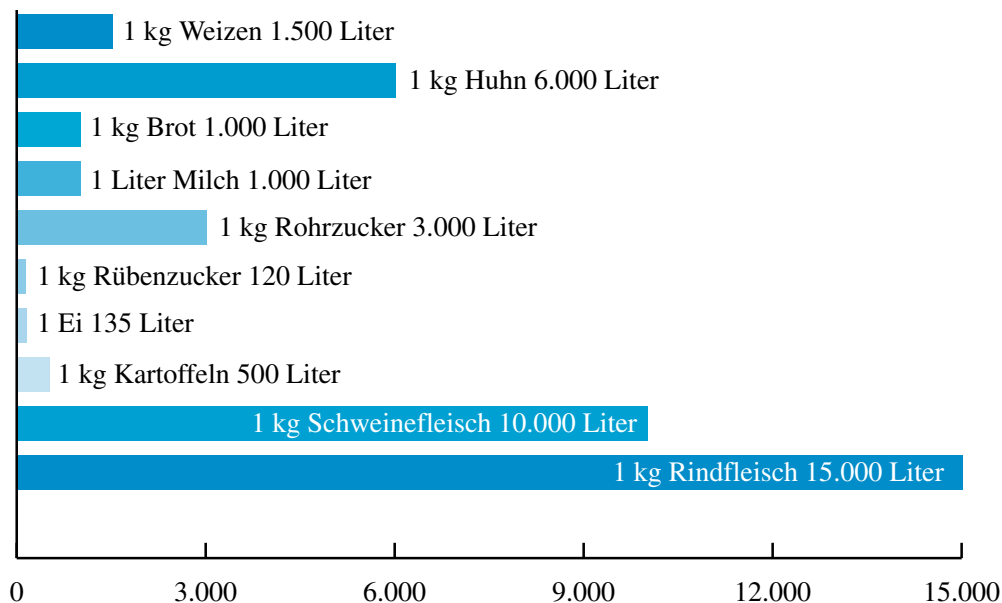 1 kg Weizen 1.500 Liter
1 kg Huhn 6.000 Liter
1 kg Brot 1.000 Liter
1 Liter Milch 1.000 Liter
1 kg Rohrzucker 3.000 Liter
1 kg Rübenzucker 120 Liter
1 Ei 135 Liter
1 kg Kartoffeln 500 Liter
1 kg Schweinefleisch 10.000 Liter
1 kg Rindfleisch 15.000 Liter
0 3.000 6.000 9.000 12.000 15.000